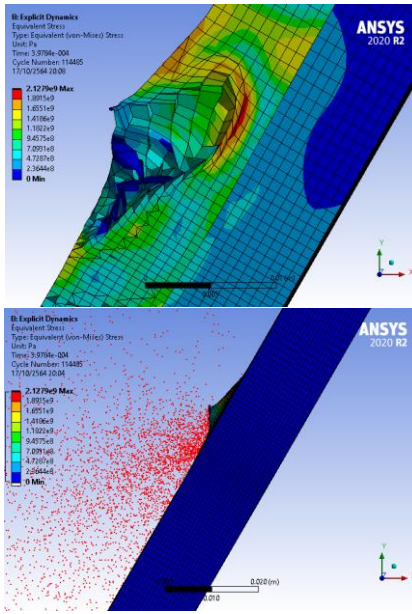 B: Explicit Dynamics
Equivalent Stress
Type: Equivalent (von-Mises) Stress
Unit: Pa
Time: 3.9784e-004
Cycle Number: 114485
17/10/2564 20:08
2.1279e9 Max
1.8915e9
1.6551e9
1.4186e9
1.1822e9
9.4575e8
7.0931e8
4.7287e8
2.3644e8
0 Min
ANSYS
2020 R2
0.005
Y
X
B: Explicit Dynamics
Equivalent Stress
Type: Equivalent (von-Mises) Stress
Unit: Pa
Time: 3.9784e-004
Cycle Number: 114485
17/10/2564 20:04
2.1279e9 Max
1.8915e9
1.6551e9
1.4186e9
1.1822e9
9.4575e8
7.0931e8
4.7287e8
2.3644e8
0 Min
ANSYS
2020 R2
0.020 (m)
0.010
Y
X